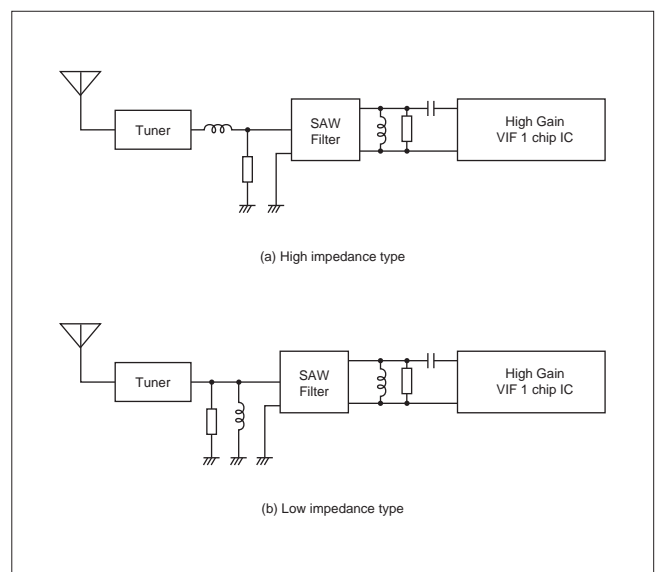 Tuner
SAW
Filter
High Gain
VIF 1 chip IC
(a) High impedance type
Tuner
SAW
Filter
High Gain
VIF 1 chip IC
(b) Low impedance type